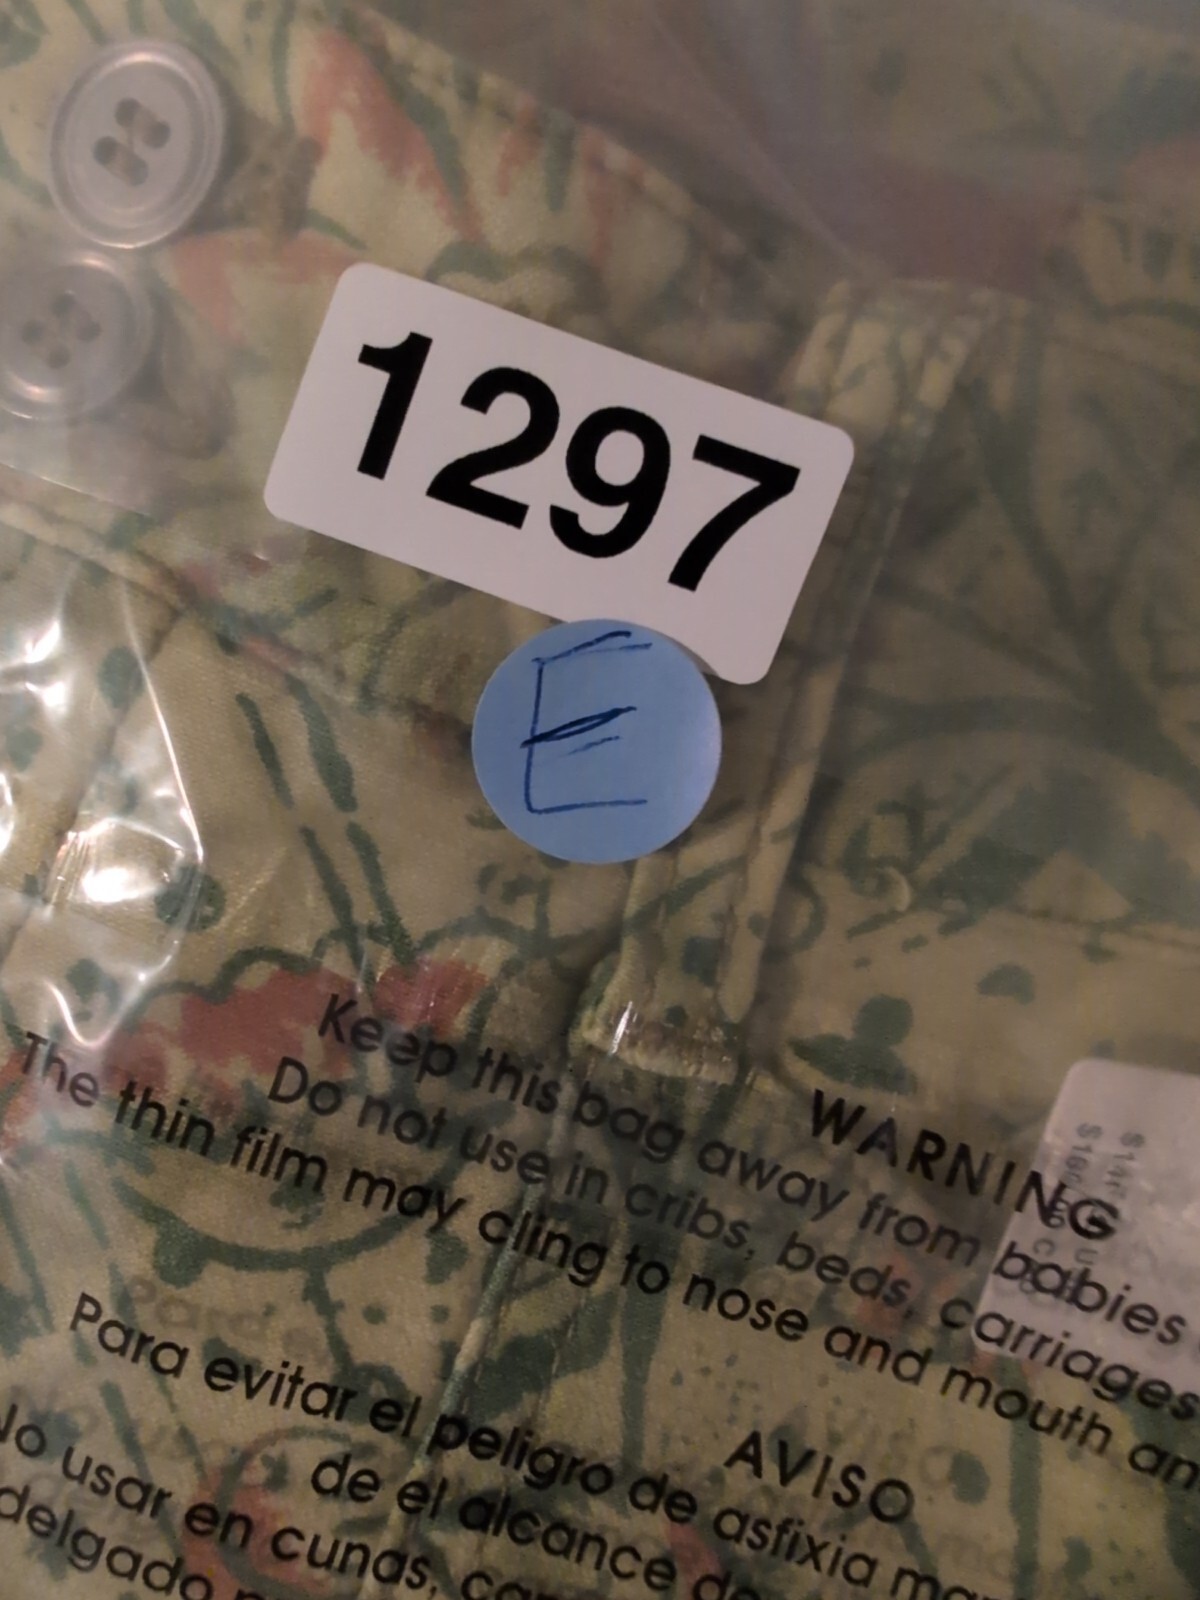 1297
E
WARNING
Keep this bag away from babies
Do not use in cribs, beds, carriages
The thin film may cling to nose and mouth
AVISO
Para evitar el peligro de asfixia
de el alcance
No usar en cunas,
delgado